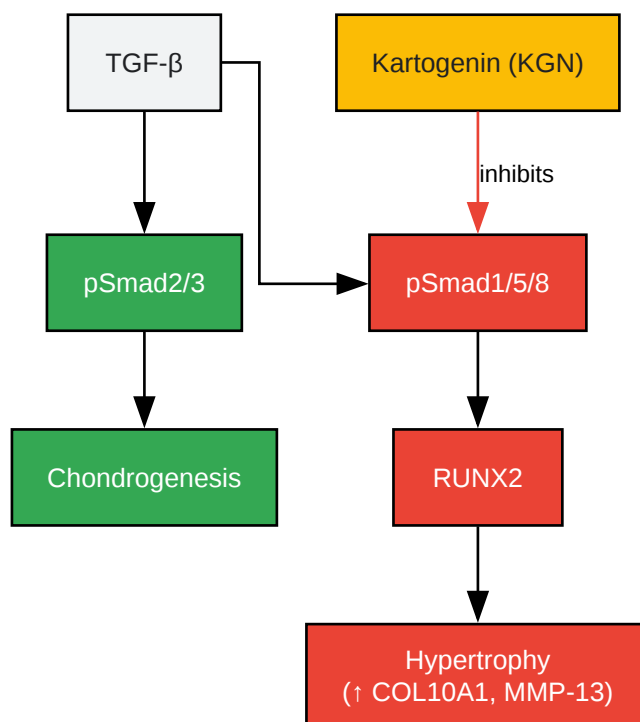 TGF-β
Kartogenin (KGN)
inhibits
pSmad2/3
pSmad1/5/8
Chondrogenesis
RUNX2
Hypertrophy
(↑ COL10A1, MMP-13)